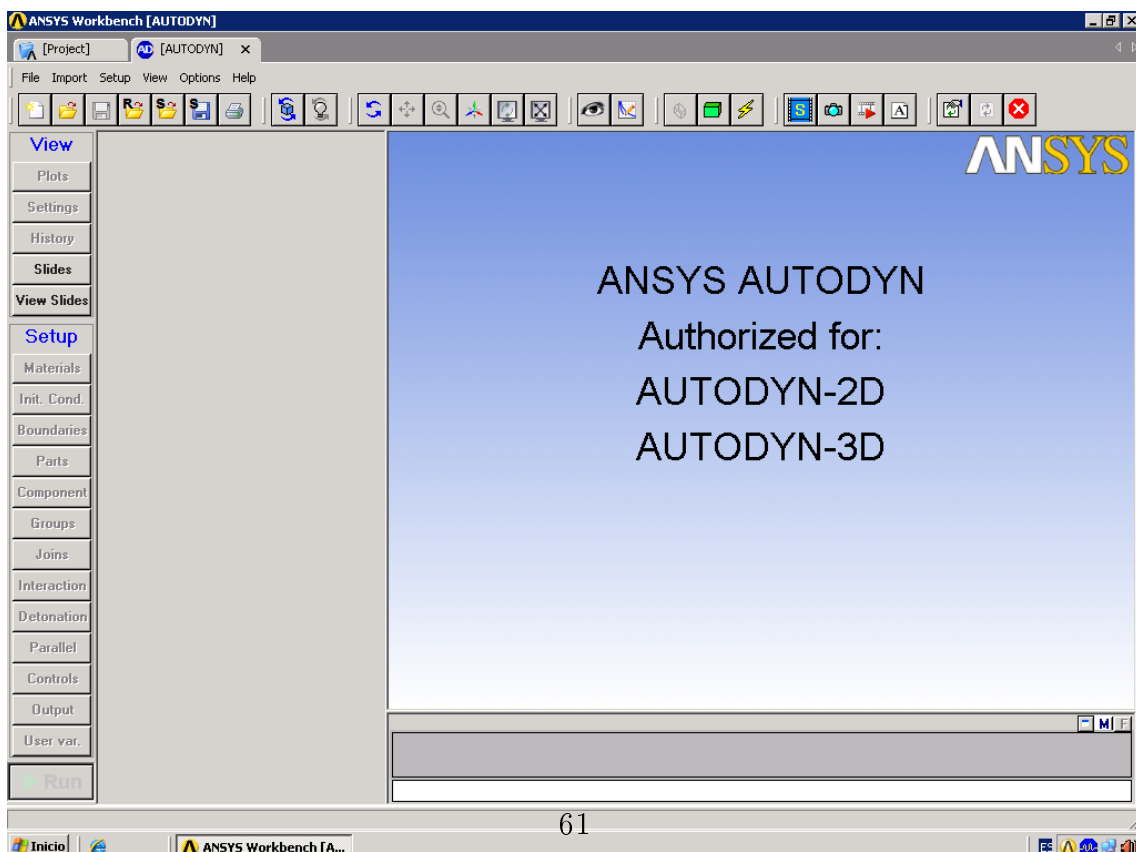 ANSYS Workbench [AUTODYN]
[Project]
[AUTODYN]
File Import Setup View Options Help
View
Plots
Settings
History
Slides
View Slides
Setup
Materials
Init. Cond.
Boundaries
Parts
Component
Groups
Joins
Interaction
Detonation
Parallel
Controls
Output
User var.
Run
ANSYS
ANSYS AUTODYN
Authorized for:
AUTODYN-2D
AUTODYN-3D
M F
61
Inicio
ANSYS Workbench [A...
ES